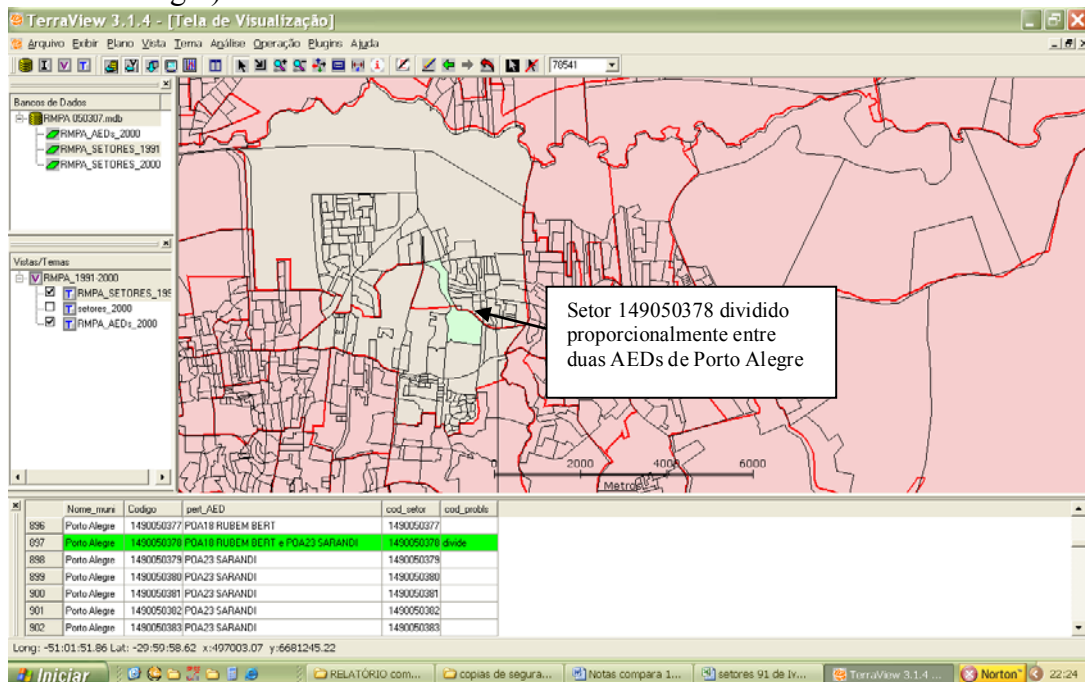 TerraView 3.1.4 - [Tela de Visualização]
Arquivo Exibir Plano Vista Tema Análise Operação Plugins Ajuda
I V T 78541
Bancos de Dados
RMPA 050307.mdb
RMPA_AEDs_2000
RMPA_SETORES_1991
RMPA_SETORES_2000
Vistas/Temas
V RMPA_1991-2000
T RMPA_SETORES_199
T setores_2000
T RMPA_AEDs_2000
Setor 149050378 dividido
proporcionalmente entre
duas AEDs de Porto Alegre
0 2000 4000 6000
Metros
Nome_muni Codigo pert_AED cod_setor cod_probls
896 Porto Alegre 1490050377 POA18 RUBEM BERT 1490050377
897 Porto Alegre 1490050378 POA18 RUBEM BERT e POA23 SARANDI 1490050378 divide
898 Porto Alegre 1490050379 POA23 SARANDI 1490050379
899 Porto Alegre 1490050380 POA23 SARANDI 1490050380
900 Porto Alegre 1490050381 POA23 SARANDI 1490050381
901 Porto Alegre 1490050382 POA23 SARANDI 1490050382
902 Porto Alegre 1490050383 POA23 SARANDI 1490050383
Long: -51:01:51.86 Lat: -29:59:58.62 x:497003.07 y:6681245.22
Iniciar RELATÓRIO com... copias de segura... Notas compara 1... setores 91 de Iv... TerraView 3.1.4 ... Norton 22:24